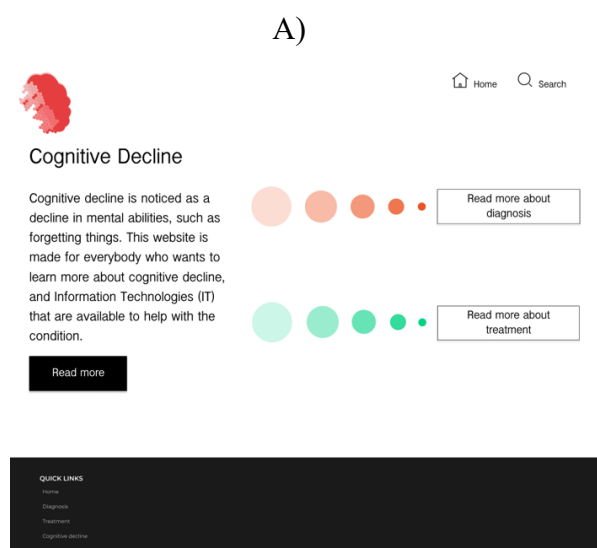 A)
Home
Search
Cognitive Decline
Cognitive decline is noticed as a
decline in mental abilities, such as
forgetting things. This website is
made for everybody who wants to
learn more about cognitive decline,
and Information Technologies (IT)
that are available to help with the
condition.
Read more
Read more about
diagnosis
Read more about
treatment
QUICK LINKS
Home
Diagnosis
Treatment
Cognitive decline